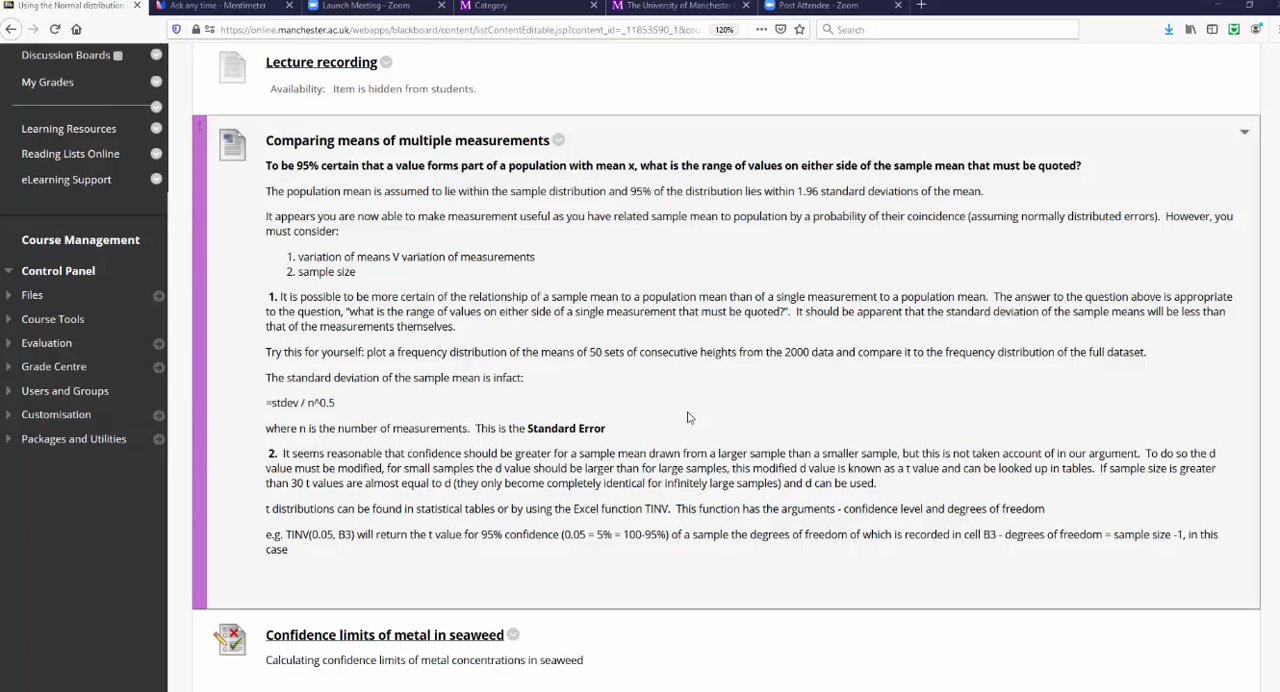 Using the Normal distribution
Ask any time - Mentimeter
Launch Meeting - Zoom
Category
The University of Manchester
Post Attendee - Zoom
https://online.manchester.ac.uk/webapps/blackboard/content/listContentEditable.jsp?content_id=_11853590_1&cou
120%
Search
Discussion Boards
My Grades
Learning Resources
Reading Lists Online
eLearning Support
Course Management
Control Panel
Files
Course Tools
Evaluation
Grade Centre
Users and Groups
Customisation
Packages and Utilities
Lecture recording
Availability: Item is hidden from students.
Comparing means of multiple measurements
To be 95% certain that a value forms part of a population with mean x, what is the range of values on either side of the sample mean that must be quoted?
The population mean is assumed to lie within the sample distribution and 95% of the distribution lies within 1.96 standard deviations of the mean.
It appears you are now able to make measurement useful as you have related sample mean to population by a probability of their coincidence (assuming normally distributed errors). However, you
must consider:
1. variation of means V variation of measurements
2. sample size
1. It is possible to be more certain of the relationship of a sample mean to a population mean than of a single measurement to a population mean. The answer to the question above is appropriate
to the question, "what is the range of values on either side of a single measurement that must be quoted?". It should be apparent that the standard deviation of the sample means will be less than
that of the measurements themselves.
Try this for yourself: plot a frequency distribution of the means of 50 sets of consecutive heights from the 2000 data and compare it to the frequency distribution of the full dataset.
The standard deviation of the sample mean is infact:
=stdev / n^0.5
where n is the number of measurements. This is the Standard Error
2. It seems reasonable that confidence should be greater for a sample mean drawn from a larger sample than a smaller sample, but this is not taken account of in our argument. To do so the d
value must be modified, for small samples the d value should be larger than for large samples, this modified d value is known as a t value and can be looked up in tables. If sample size is greater
than 30 t values are almost equal to d (they only become completely identical for infinitely large samples) and d can be used.
t distributions can be found in statistical tables or by using the Excel function TINV. This function has the arguments - confidence level and degrees of freedom
e.g. TINV(0.05, B3) will return the t value for 95% confidence (0.05 = 5% = 100-95%) of a sample the degrees of freedom of which is recorded in cell B3 - degrees of freedom = sample size -1, in this
case
Confidence limits of metal in seaweed
Calculating confidence limits of metal concentrations in seaweed